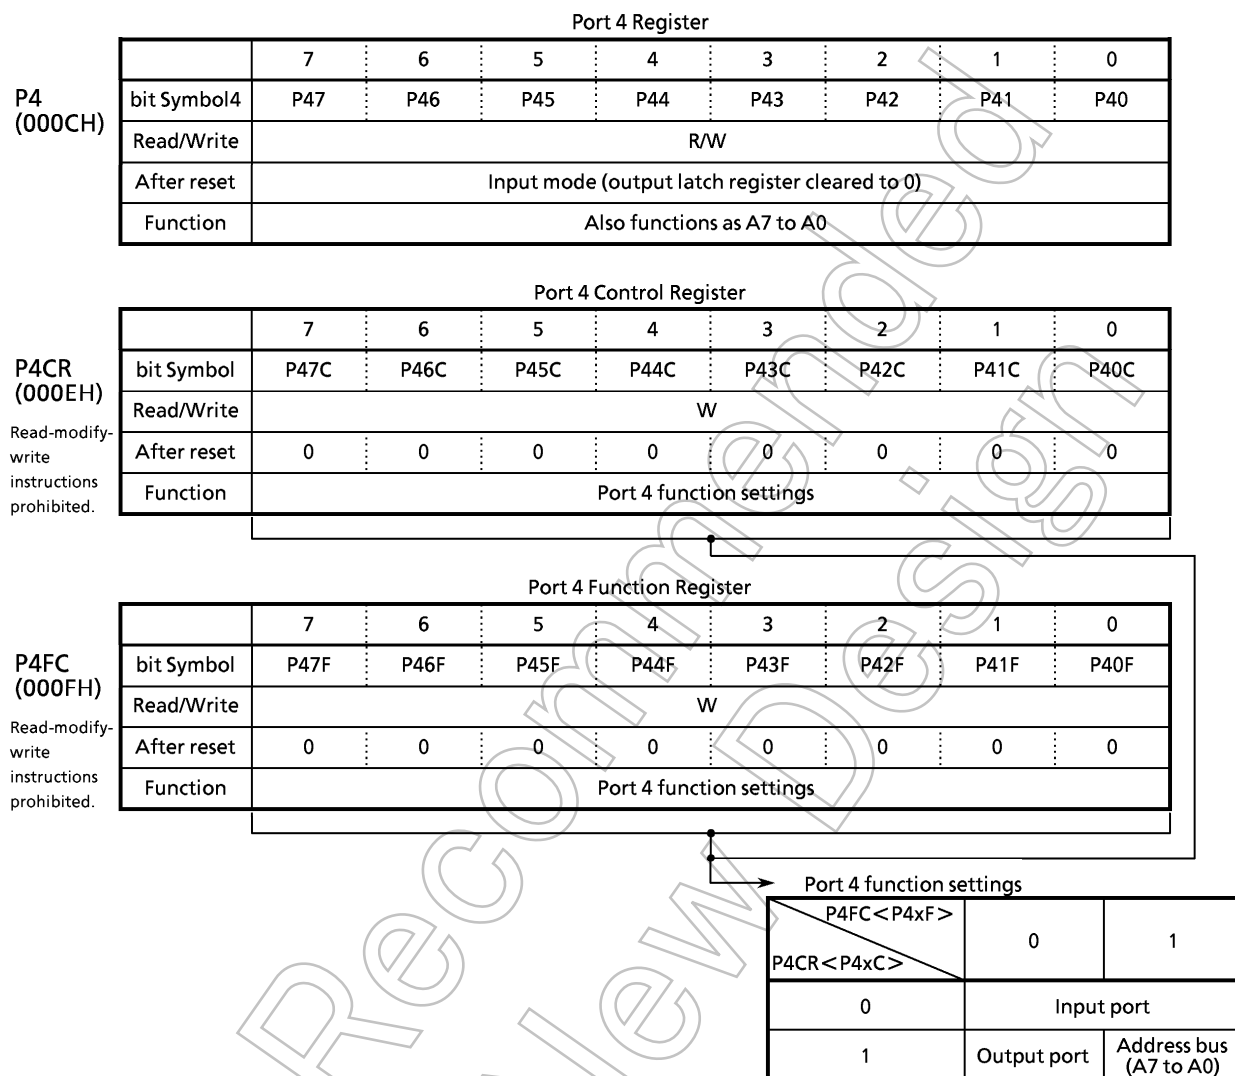 Port 4 Register
7 6 5 4 3 2 1 0
P4
(000CH)
bit Symbol4 P47 P46 P45 P44 P43 P42 P41 P40
Read/Write R/W
After reset Input mode (output latch register cleared to 0)
Function Also functions as A7 to A0
Port 4 Control Register
7 6 5 4 3 2 1 0
P4CR
(000EH)
Read-modify-
write
instructions
prohibited.
bit Symbol P47C P46C P45C P44C P43C P42C P41C P40C
Read/Write W
After reset 0 0 0 0 0 0 0 0
Function Port 4 function settings
Port 4 Function Register
7 6 5 4 3 2 1 0
P4FC
(000FH)
Read-modify-
write
instructions
prohibited.
bit Symbol P47F P46F P45F P44F P43F P42F P41F P40F
Read/Write W
After reset 0 0 0 0 0 0 0 0
Function Port 4 function settings
Port 4 function settings
P4FC<P4xF> 0 1
P4CR<P4xC>
0 Input port
1 Output port Address bus
(A7 to A0)
Recommended
New Design